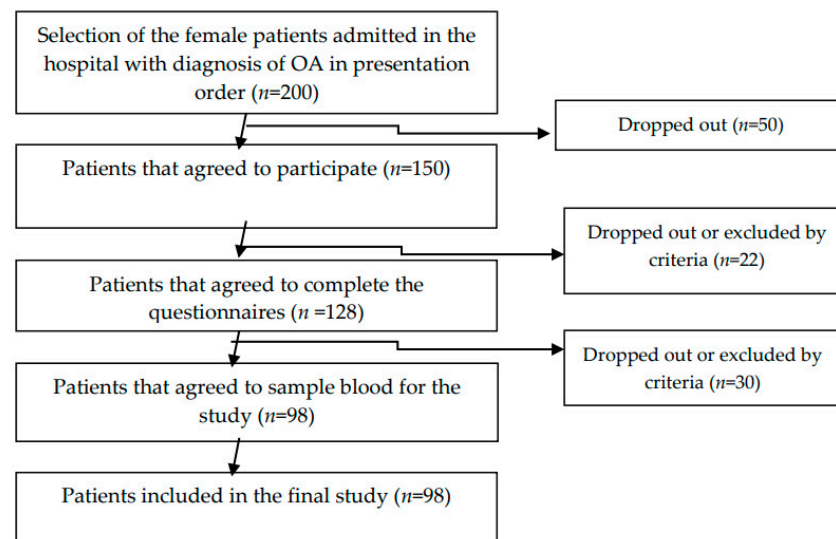 Selection of the female patients admitted in the
hospital with diagnosis of OA in presentation
order (n=200)
Dropped out (n=50)
Patients that agreed to participate (n=150)
Dropped out or excluded by
criteria (n=22)
Patients that agreed to complete the
questionnaires (n =128)
Dropped out or excluded by
criteria (n=30)
Patients that agreed to sample blood for the
study (n=98)
Patients included in the final study (n=98)